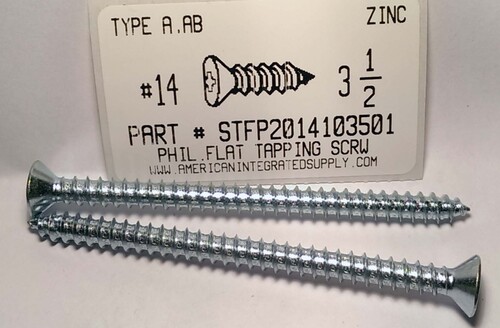 TYPE A,AB ZINC
#14 3 1/2
PART # STFP2014103501
PHIL.FLAT TAPPING SCRW
WWW.AMERICANINTEGRATEDSUPPLY.COM